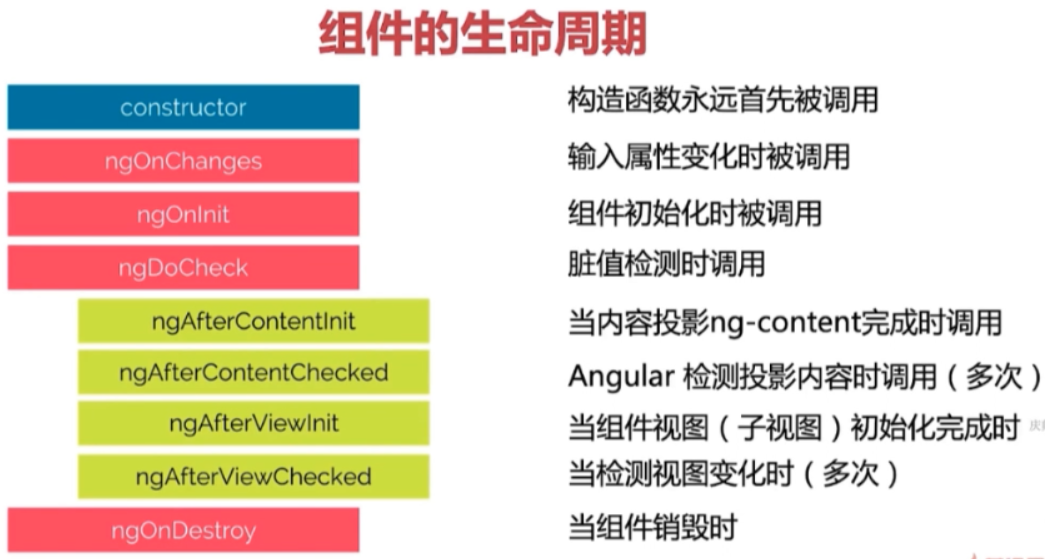 组件的生命周期
constructor 构造函数永远首先被调用
ngOnChanges 输入属性变化时被调用
ngOnInit 组件初始化时被调用
ngDoCheck 脏值检测时调用
ngAfterContentInit 当内容投影ng-content完成时调用
ngAfterContentChecked Angular 检测投影内容时调用（多次）
ngAfterViewInit 当组件视图（子视图）初始化完成时
ngAfterViewChecked 当检测视图变化时（多次）
ngOnDestroy 当组件销毁时